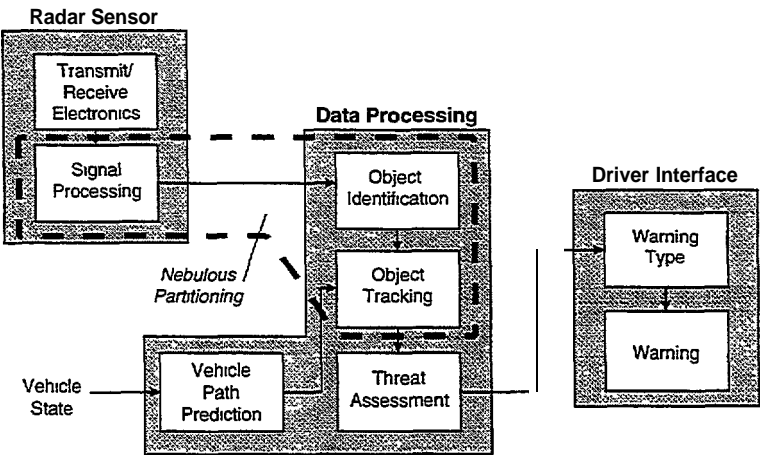 Radar Sensor
Transmit/
Receive
Electronics
Signal
Processing
Data Processing
Object
Identification
Object
Tracking
Nebulous
Partitioning
Vehicle
State
Vehicle
Path
Prediction
Threat
Assessment
Driver Interface
Warning
Type
Warning